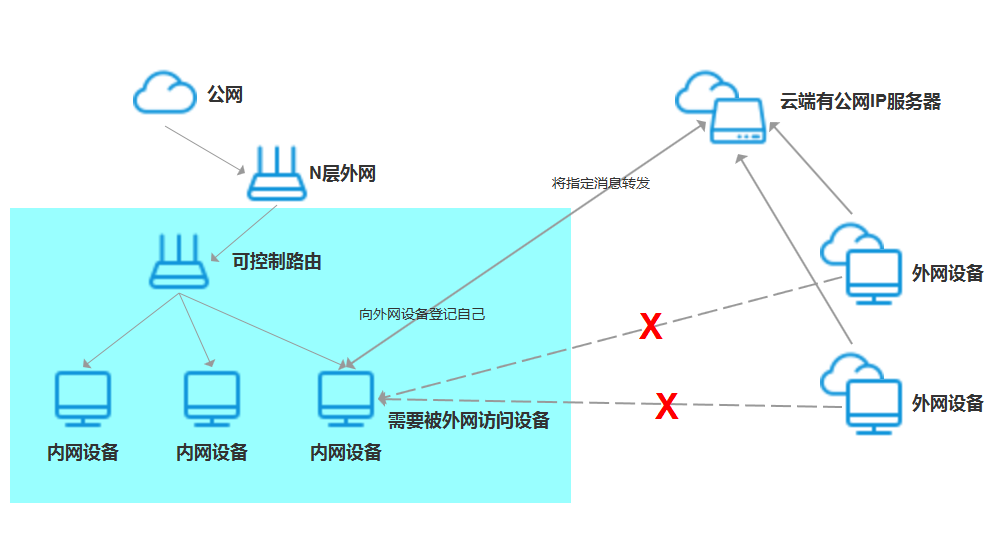 公网
云端有公网IP服务器
N层外网
将指定消息转发
可控制路由
外网设备
向外网设备登记自己
X
外网设备
X
需要被外网访问设备
内网设备
内网设备
内网设备